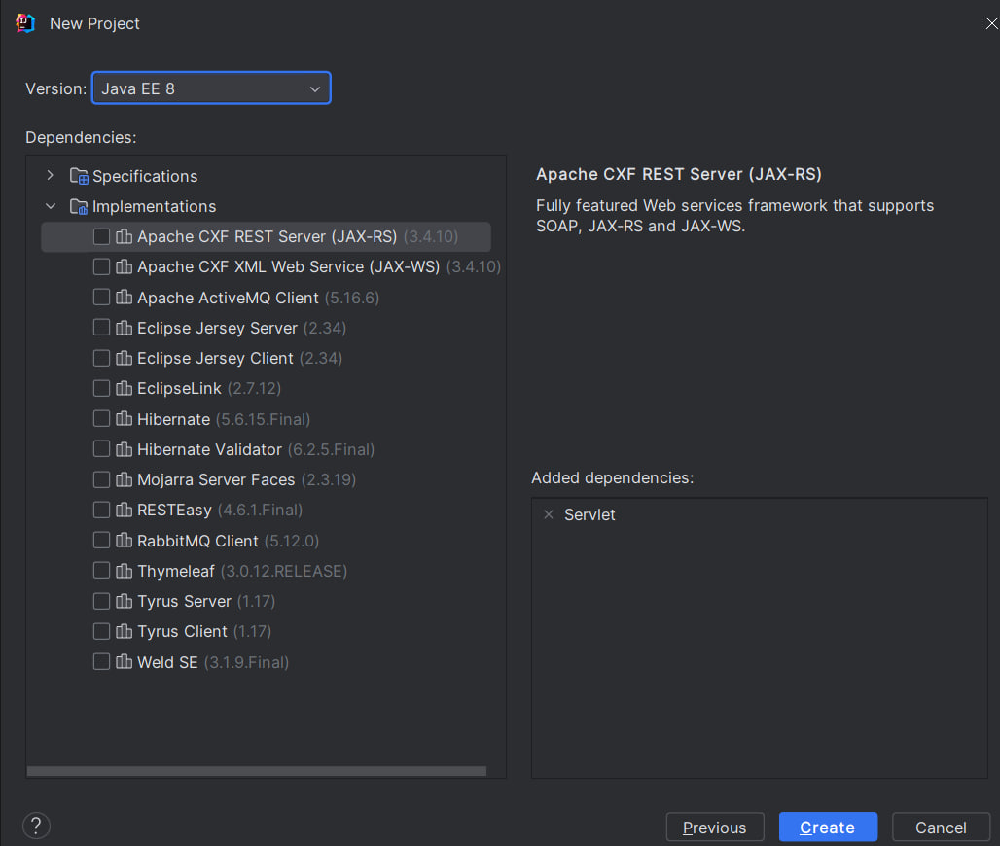 New Project
Version: Java EE 8
Dependencies:
Specifications
Implementations
Apache CXF REST Server (JAX-RS) (3.4.10)
Apache CXF XML Web Service (JAX-WS) (3.4.10)
Apache ActiveMQ Client (5.16.6)
Eclipse Jersey Server (2.34)
Eclipse Jersey Client (2.34)
EclipseLink (2.7.12)
Hibernate (5.6.15.Final)
Hibernate Validator (6.2.5.Final)
Mojarra Server Faces (2.3.19)
RESTEasy (4.6.1.Final)
RabbitMQ Client (5.12.0)
Thymeleaf (3.0.12.RELEASE)
Tyrus Server (1.17)
Tyrus Client (1.17)
Weld SE (3.1.9.Final)
Apache CXF REST Server (JAX-RS)
Fully featured Web services framework that supports
SOAP, JAX-RS and JAX-WS.
Added dependencies:
Servlet
?
Previous
Create
Cancel